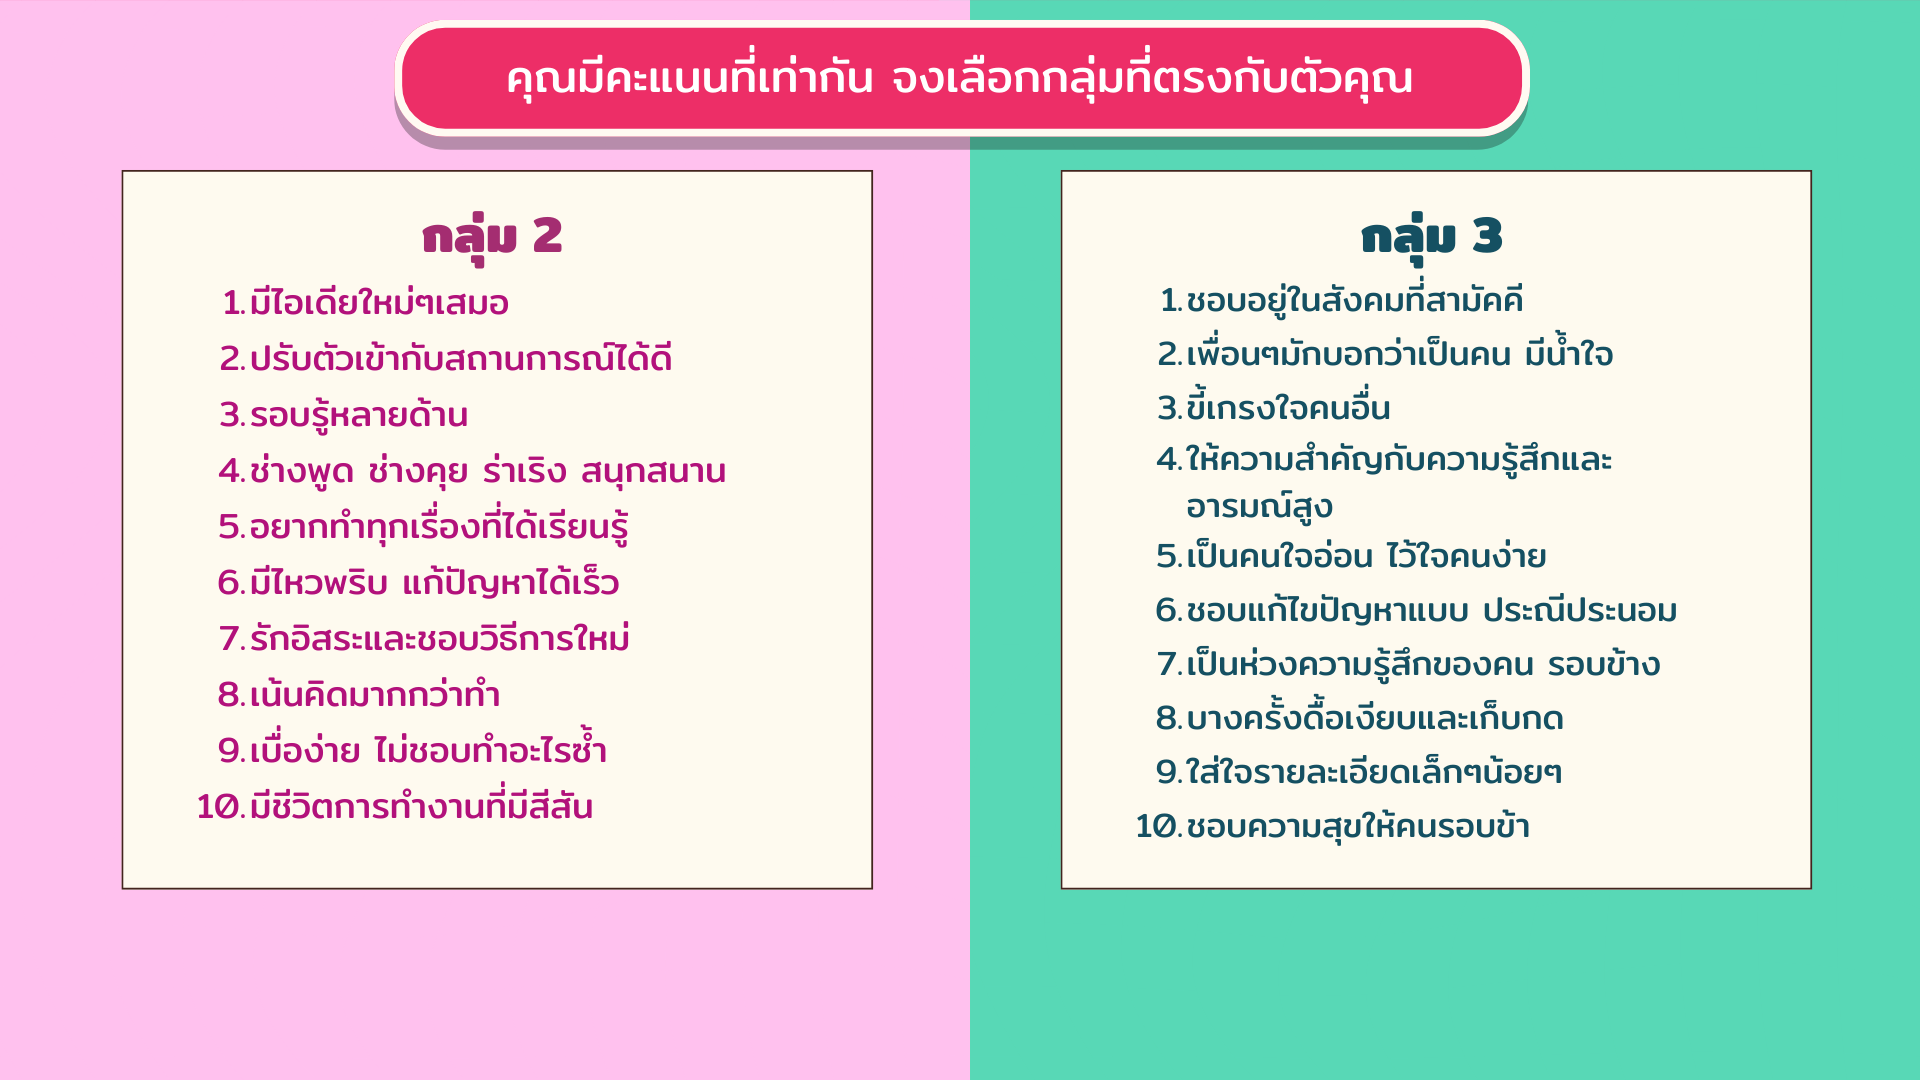 คุณมีคะแนนที่เท่ากัน จงเลือกกลุ่มที่ตรงกับตัวคุณ
กลุ่ม 2
1. มีไอเดียใหม่ๆเสมอ
2. ปรับตัวเข้ากับสถานการณ์ได้ดี
3. รอบรู้หลายด้าน
4. ช่างพูด ช่างคุย ร่าเริง สนุกสนาน
5. อยากทำทุกเรื่องที่ได้เรียนรู้
6. มีไหวพริบ แก้ปัญหาได้เร็ว
7. รักอิสระและชอบวิธีการใหม่
8. เน้นคิดมากกว่าทำ
9. เบื่อง่าย ไม่ชอบทำอะไรซ้ำ
10. มีชีวิตการทำงานที่มีสีสัน
กลุ่ม 3
1. ชอบอยู่ในสังคมที่สามัคคี
2. เพื่อนๆมักบอกว่าเป็นคน มีน้ำใจ
3. ขี้เกรงใจคนอื่น
4. ให้ความสำคัญกับความรู้สึกและ
อารมณ์สูง
5. เป็นคนใจอ่อน ไว้ใจคนง่าย
6. ชอบแก้ไขปัญหาแบบ ประณีประนอม
7. เป็นห่วงความรู้สึกของคน รอบข้าง
8. บางครั้งดื้อเงียบและเก็บกด
9. ใส่ใจรายละเอียดเล็กๆน้อยๆ
10. ชอบความสุขให้คนรอบข้า